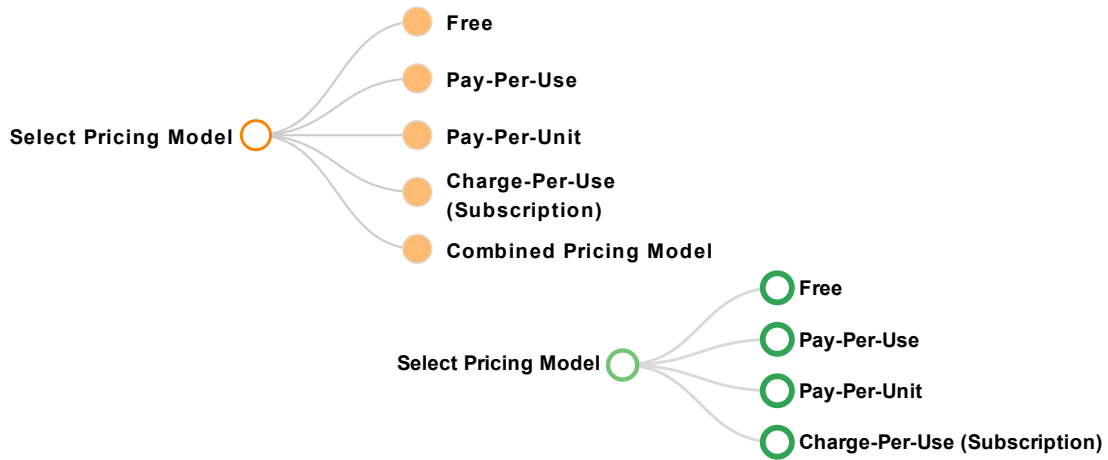 Free
Pay-Per-Use
Select Pricing Model
Pay-Per-Unit
Charge-Per-Use
(Subscription)
Combined Pricing Model
Free
Pay-Per-Use
Select Pricing Model
Pay-Per-Unit
Charge-Per-Use (Subscription)